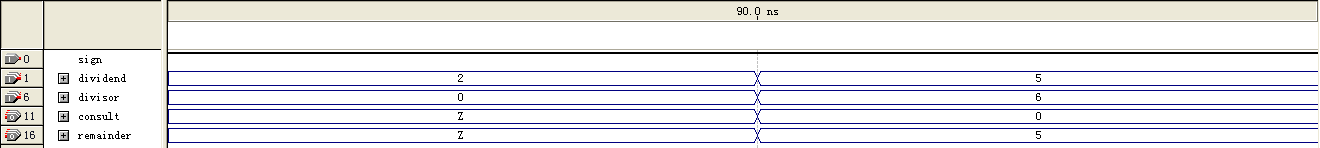 90.0 ns
0 sign
1 dividend 2 5
6 divisor 0 6
11 consult Z 0
16 remainder Z 5